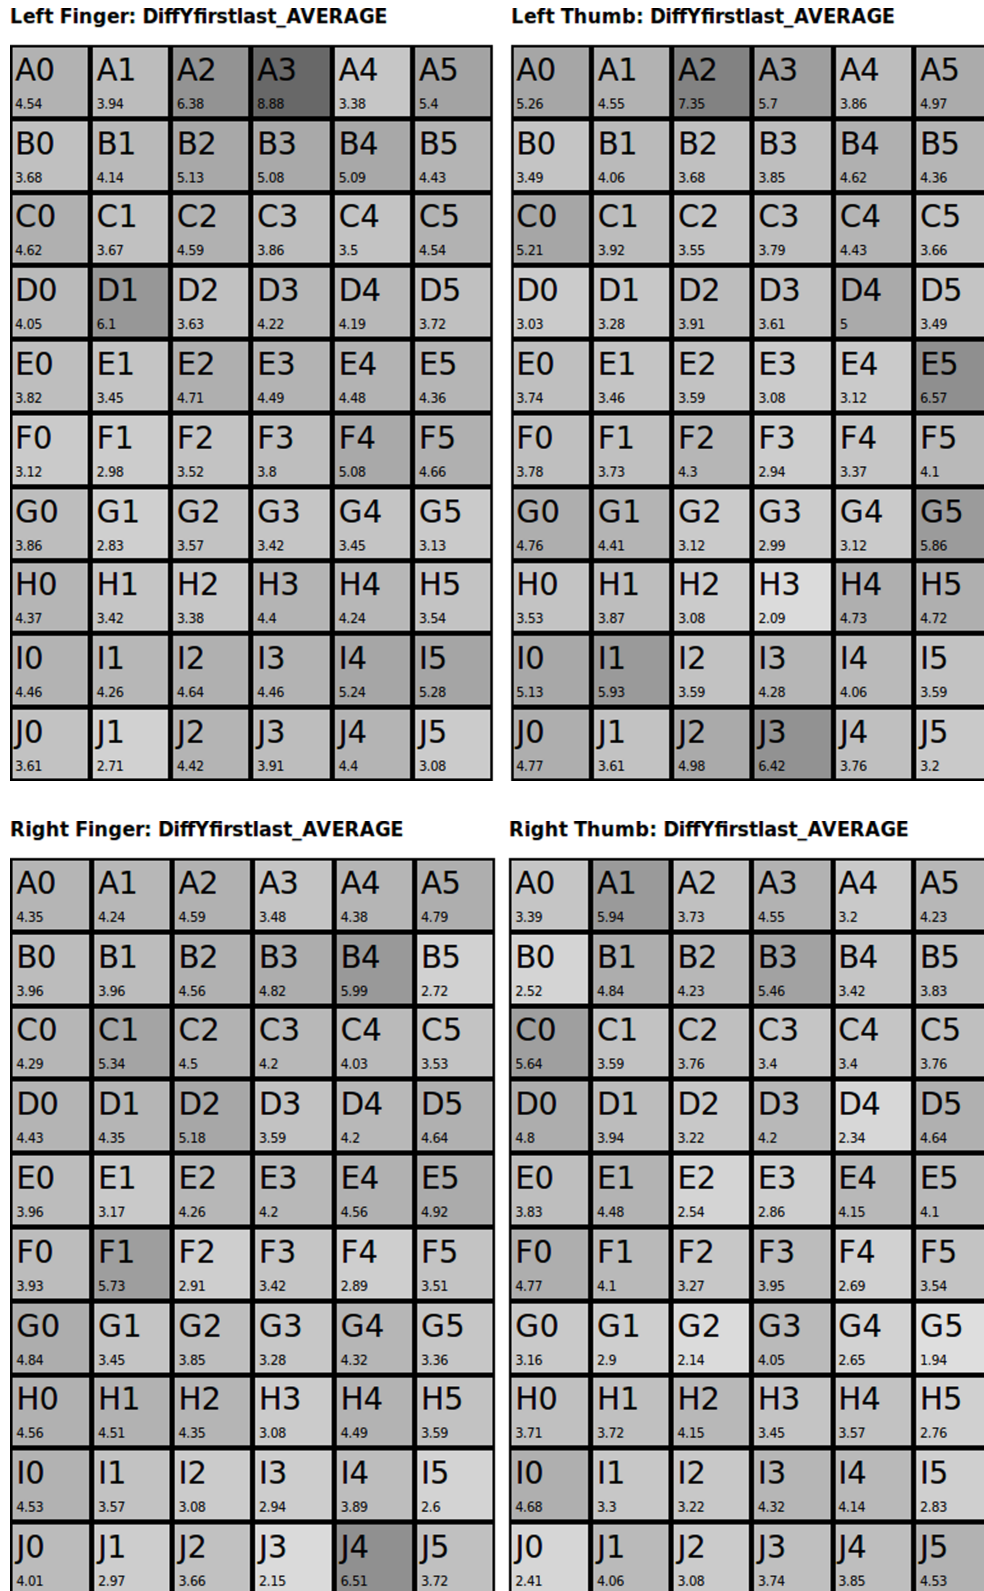 Left Finger: DiffYfirstlast_AVERAGE
A0 A1 A2 A3 A4 A5
4.54 3.94 6.38 8.88 3.38 5.4
B0 B1 B2 B3 B4 B5
3.68 4.14 5.13 5.08 5.09 4.43
C0 C1 C2 C3 C4 C5
4.62 3.67 4.59 3.86 3.5 4.54
D0 D1 D2 D3 D4 D5
4.05 6.1 3.63 4.22 4.19 3.72
E0 E1 E2 E3 E4 E5
3.82 3.45 4.71 4.49 4.48 4.36
F0 F1 F2 F3 F4 F5
3.12 2.98 3.52 3.8 5.08 4.66
G0 G1 G2 G3 G4 G5
3.86 2.83 3.57 3.42 3.45 3.13
H0 H1 H2 H3 H4 H5
4.37 3.42 3.38 4.4 4.24 3.54
I0 I1 I2 I3 I4 I5
4.46 4.26 4.64 4.46 5.24 5.28
J0 J1 J2 J3 J4 J5
3.61 2.71 4.42 3.91 4.4 3.08
Left Thumb: DiffYfirstlast_AVERAGE
A0 A1 A2 A3 A4 A5
5.26 4.55 7.35 5.7 3.86 4.97
B0 B1 B2 B3 B4 B5
3.49 4.06 3.68 3.85 4.62 4.36
C0 C1 C2 C3 C4 C5
5.21 3.92 3.55 3.79 4.43 3.66
D0 D1 D2 D3 D4 D5
3.03 3.28 3.91 3.61 5 3.49
E0 E1 E2 E3 E4 E5
3.74 3.46 3.59 3.08 3.12 6.57
F0 F1 F2 F3 F4 F5
3.78 3.73 4.3 2.94 3.37 4.1
G0 G1 G2 G3 G4 G5
4.76 4.41 3.12 2.99 3.12 5.86
H0 H1 H2 H3 H4 H5
3.53 3.87 3.08 2.09 4.73 4.72
I0 I1 I2 I3 I4 I5
5.13 5.93 3.59 4.28 4.06 3.59
J0 J1 J2 J3 J4 J5
4.77 3.61 4.98 6.42 3.76 3.2
Right Finger: DiffYfirstlast_AVERAGE
A0 A1 A2 A3 A4 A5
4.35 4.24 4.59 3.48 4.38 4.79
B0 B1 B2 B3 B4 B5
3.96 3.96 4.56 4.82 5.99 2.72
C0 C1 C2 C3 C4 C5
4.29 5.34 4.5 4.2 4.03 3.53
D0 D1 D2 D3 D4 D5
4.43 4.35 5.18 3.59 4.2 4.64
E0 E1 E2 E3 E4 E5
3.96 3.17 4.26 4.2 4.56 4.92
F0 F1 F2 F3 F4 F5
3.93 5.73 2.91 3.42 2.89 3.51
G0 G1 G2 G3 G4 G5
4.84 3.45 3.85 3.28 4.32 3.36
H0 H1 H2 H3 H4 H5
4.56 4.51 4.35 3.08 4.49 3.59
I0 I1 I2 I3 I4 I5
4.53 3.57 3.08 2.94 3.89 2.6
J0 J1 J2 J3 J4 J5
4.01 2.97 3.66 2.15 6.51 3.72
Right Thumb: DiffYfirstlast_AVERAGE
A0 A1 A2 A3 A4 A5
3.39 5.94 3.73 4.55 3.2 4.23
B0 B1 B2 B3 B4 B5
2.52 4.84 4.23 5.46 3.42 3.83
C0 C1 C2 C3 C4 C5
5.64 3.59 3.76 3.4 3.4 3.76
D0 D1 D2 D3 D4 D5
4.8 3.94 3.22 4.2 2.34 4.64
E0 E1 E2 E3 E4 E5
3.83 4.48 2.54 2.86 4.15 4.1
F0 F1 F2 F3 F4 F5
4.77 4.1 3.27 3.95 2.69 3.54
G0 G1 G2 G3 G4 G5
3.16 2.9 2.14 4.05 2.65 1.94
H0 H1 H2 H3 H4 H5
3.71 3.72 4.15 3.45 3.57 2.76
I0 I1 I2 I3 I4 I5
4.68 3.3 3.22 4.32 4.14 2.83
J0 J1 J2 J3 J4 J5
2.41 4.06 3.08 3.74 3.85 4.53